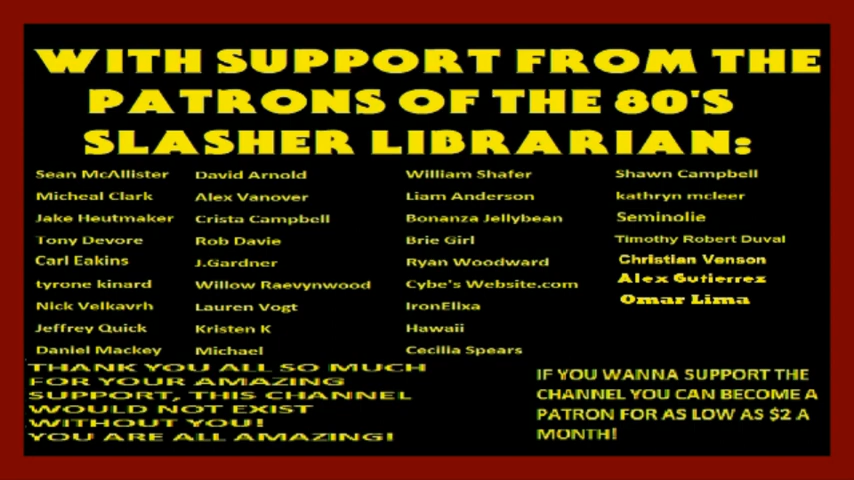 WITH SUPPORT FROM THE
PATRONS OF THE 80'S
SLASHER LIBRARIAN:
Sean McAllister
Micheal Clark
Jake Heutmaker
Tony Devore
Carl Eakins
tyrone kinard
Nick Velkavrh
Jeffrey Quick
Daniel Mackey
David Arnold
Alex Vanover
Crista Campbell
Rob Davie
J.Gardner
Willow Raevynwood
Lauren Vogt
Kristen K
Michael
William Shafer
Liam Anderson
Bonanza Jellybean
Brie Girl
Ryan Woodward
Cybe's Website.com
IronElixa
Hawaii
Cecilia Spears
Shawn Campbell
kathryn mcleer
Seminolie
Timothy Robert Duval
Christian Venson
Alex Gutierrez
Omar Lima
THANK YOU ALL SO MUCH
FOR YOUR AMAZING
SUPPORT, THIS CHANNEL
WOULD NOT EXIST
WITHOUT YOU!
YOU ARE ALL AMAZING!
IF YOU WANNA SUPPORT THE
CHANNEL YOU CAN BECOME A
PATRON FOR AS LOW AS $2 A
MONTH!